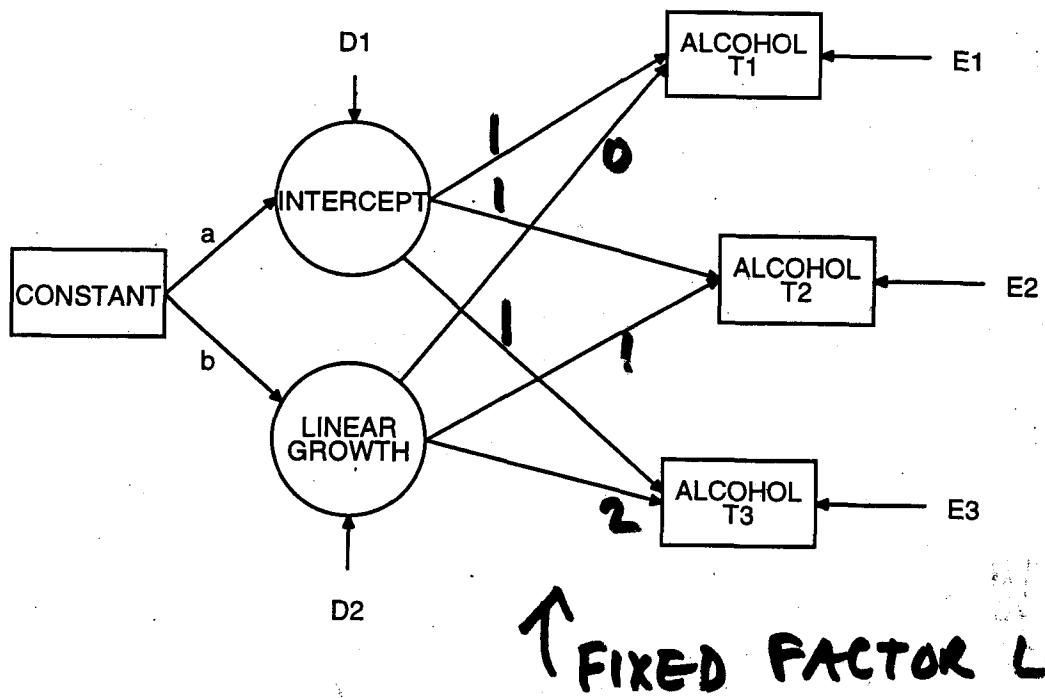 D1
ALCOHOL
T1
E1
1
0
INTERCEPT
1
a
CONSTANT
ALCOHOL
T2
E2
1
1
b
LINEAR
GROWTH
ALCOHOL
T3
E3
2
D2
FIXED FACTOR L